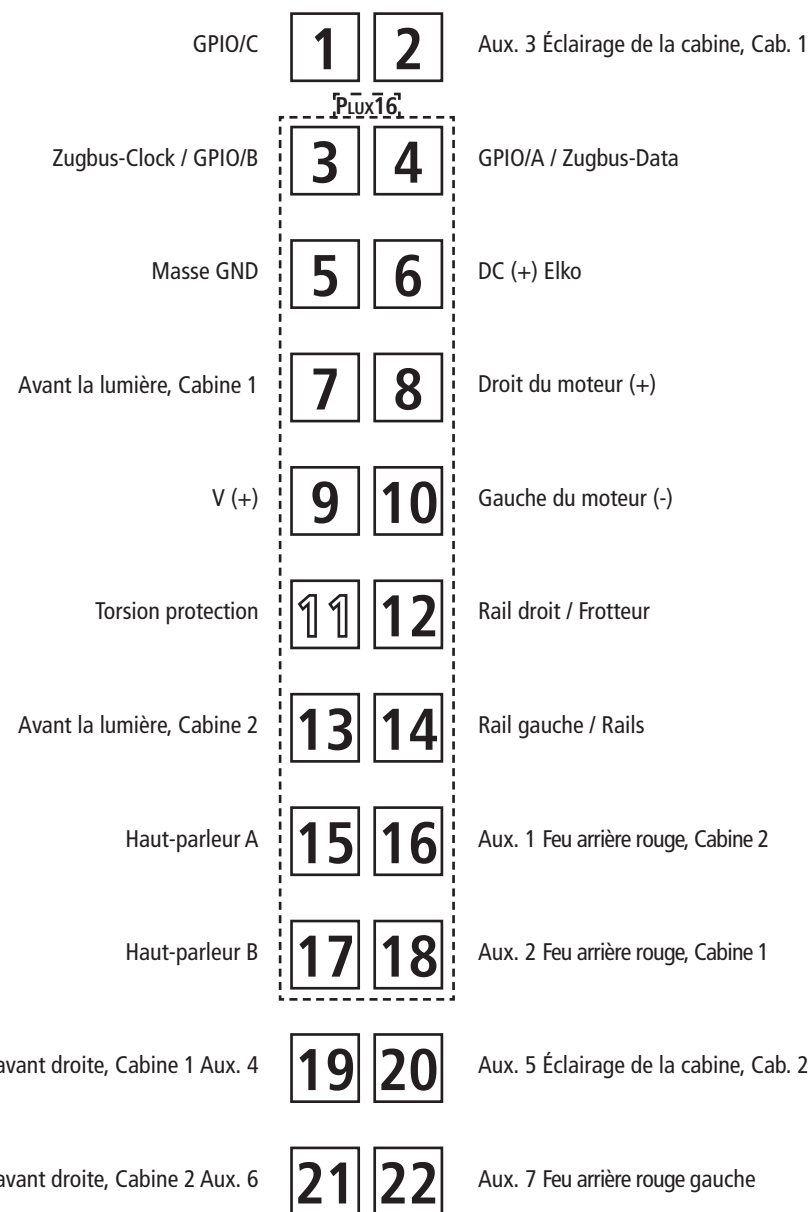 GPIO/C 1 2 Aux. 3 Éclairage de la cabine, Cab. 1
PLUX16
Zugbus-Clock / GPIO/B 3 4 GPIO/A / Zugbus-Data
Masse GND 5 6 DC (+) Elko
Avant la lumière, Cabine 1 7 8 Droit du moteur (+)
V (+) 9 10 Gauche du moteur (-)
Torsion protection 11 12 Rail droit / Frotteur
Avant la lumière, Cabine 2 13 14 Rail gauche / Rails
Haut-parleur A 15 16 Aux. 1 Feu arrière rouge, Cabine 2
Haut-parleur B 17 18 Aux. 2 Feu arrière rouge, Cabine 1
avant droite, Cabine 1 Aux. 4 19 20 Aux. 5 Éclairage de la cabine, Cab. 2
avant droite, Cabine 2 Aux. 6 21 22 Aux. 7 Feu arrière rouge gauche